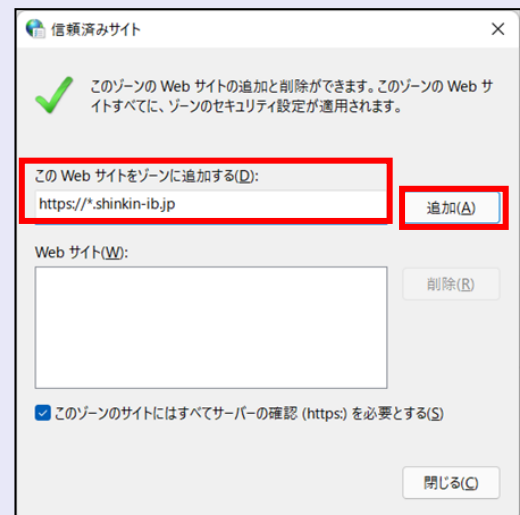 信頼済みサイト
このゾーンの Web サイトの追加と削除ができます。このゾーンの Web サ
イトすべてに、ゾーンのセキュリティ設定が適用されます。
この Web サイトをゾーンに追加する(D):
https://*.shinkin-ib.jp
追加(A)
Web サイト(W):
削除(R)
このゾーンのサイトにはすべてサーバーの確認 (https:) を必要とする(S)
閉じる(C)